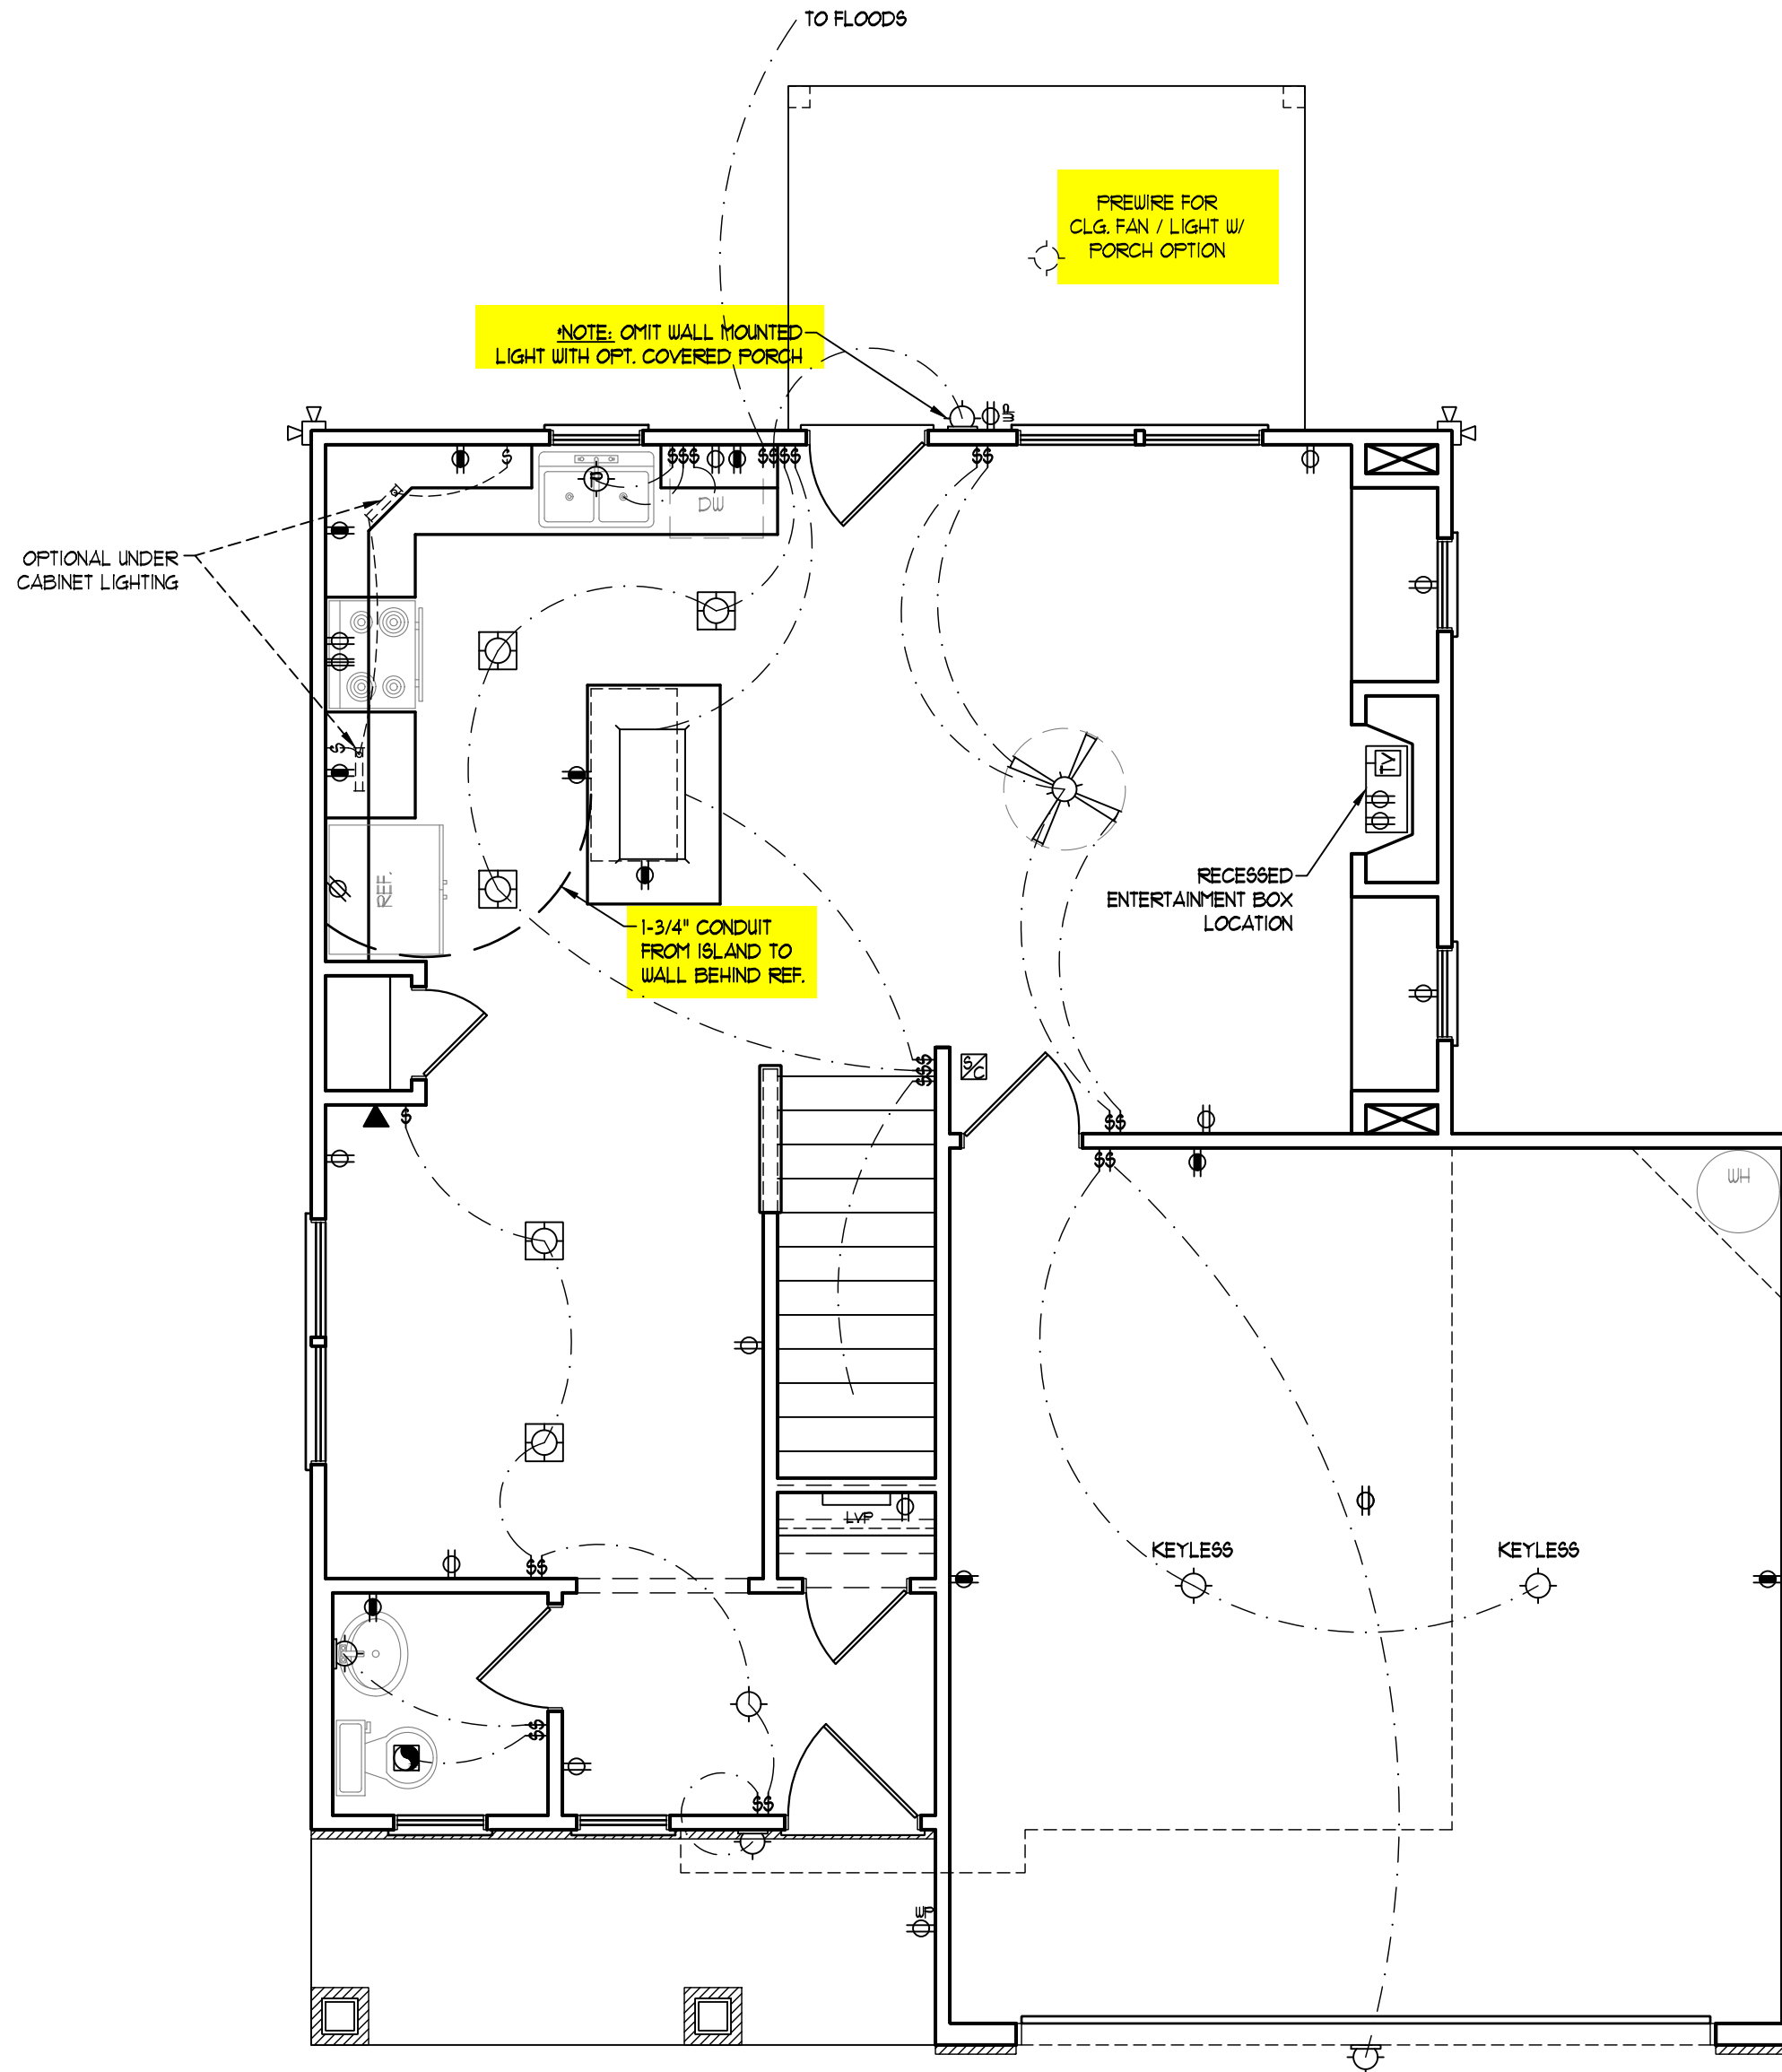 TO FLOODS
PREWIRE FOR
CLG. FAN / LIGHT W/
PORCH OPTION
*NOTE: OMIT WALL MOUNTED
LIGHT WITH OPT. COVERED PORCH
WP
$
$$$
$$$$
$$
DW
OPTIONAL UNDER
CABINET LIGHTING
$
TV
REF.
RECESSED
ENTERTAINMENT BOX
LOCATION
1-3/4" CONDUIT
FROM ISLAND TO
WALL BEHIND REF.
$$$
S/C
$
$$
$$
WH
LVP
KEYLESS
KEYLESS
$$
$$
$$
WP